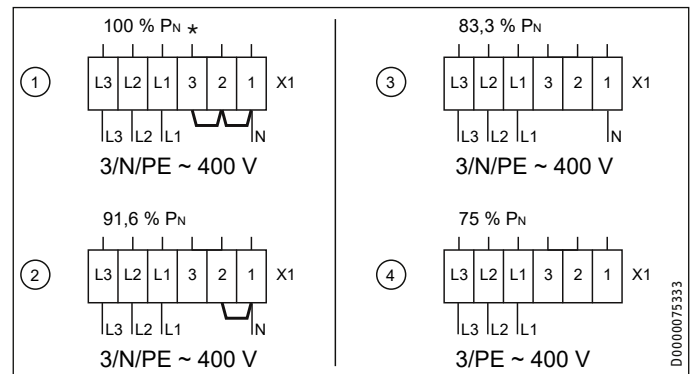 100 % PN *
1
L3 L2 L1 3 2 1 X1
L3 L2 L1 N
3/N/PE ~ 400 V
91,6 % PN
2
L3 L2 L1 3 2 1 X1
L3 L2 L1 N
3/N/PE ~ 400 V
83,3 % PN
3
L3 L2 L1 3 2 1 X1
L3 L2 L1 N
3/N/PE ~ 400 V
75 % PN
4
L3 L2 L1 3 2 1 X1
L3 L2 L1
3/PE ~ 400 V
D0000075333